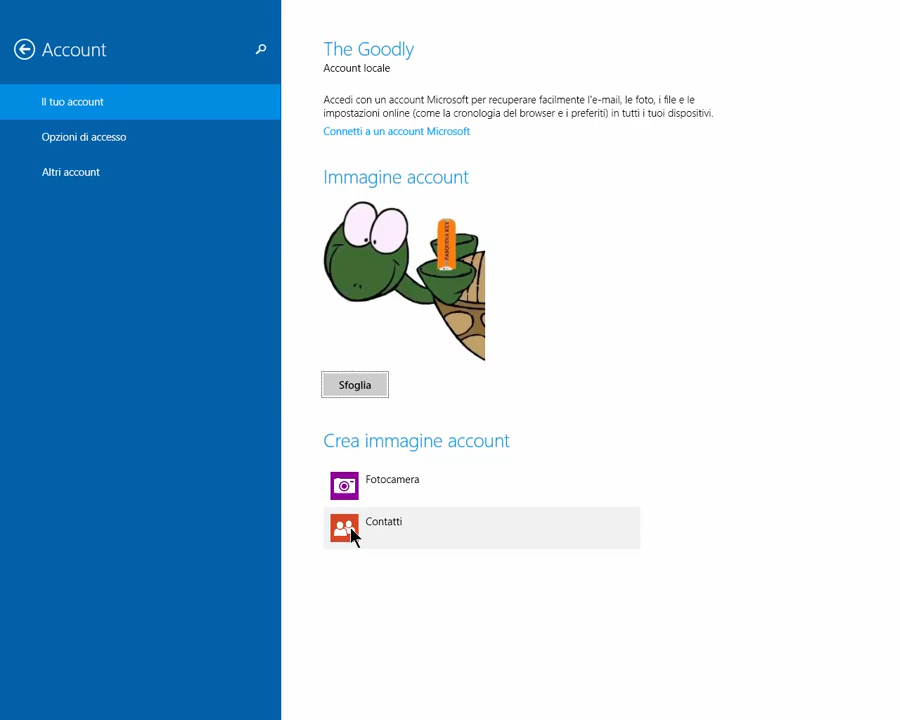 Account
Il tuo account
Opzioni di accesso
Altri account
The Goodly
Account locale
Accedi con un account Microsoft per recuperare facilmente l'e-mail, le foto, i file e le
impostazioni online (come la cronologia del browser e i preferiti) in tutti i tuoi dispositivi.
Connetti a un account Microsoft
Immagine account
Sfoglia
Crea immagine account
Fotocamera
Contatti